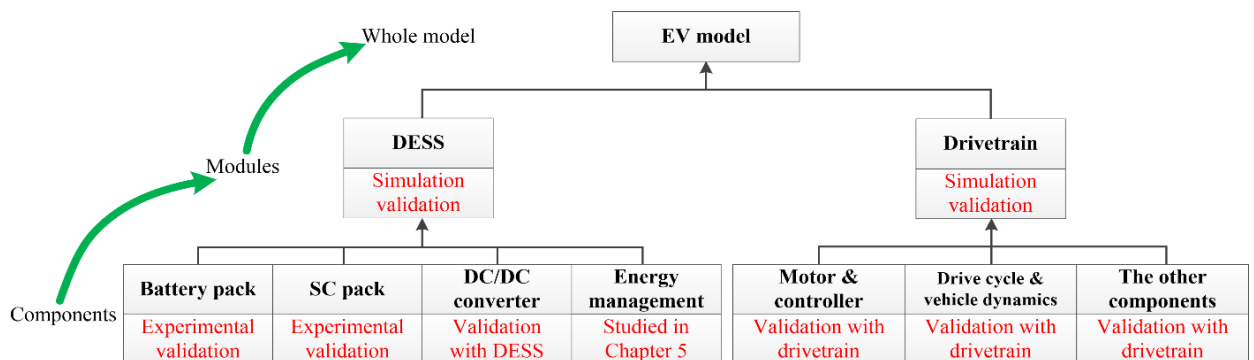 Whole model
EV model
Modules
DESS
Simulation
validation
Drivetrain
Simulation
validation
Components
Battery pack
Experimental
validation
SC pack
Experimental
validation
DC/DC
converter
Validation
with DESS
Energy
management
Studied in
Chapter 5
Motor &
controller
Validation with
drivetrain
Drive cycle &
vehicle dynamics
Validation with
drivetrain
The other
components
Validation with
drivetrain